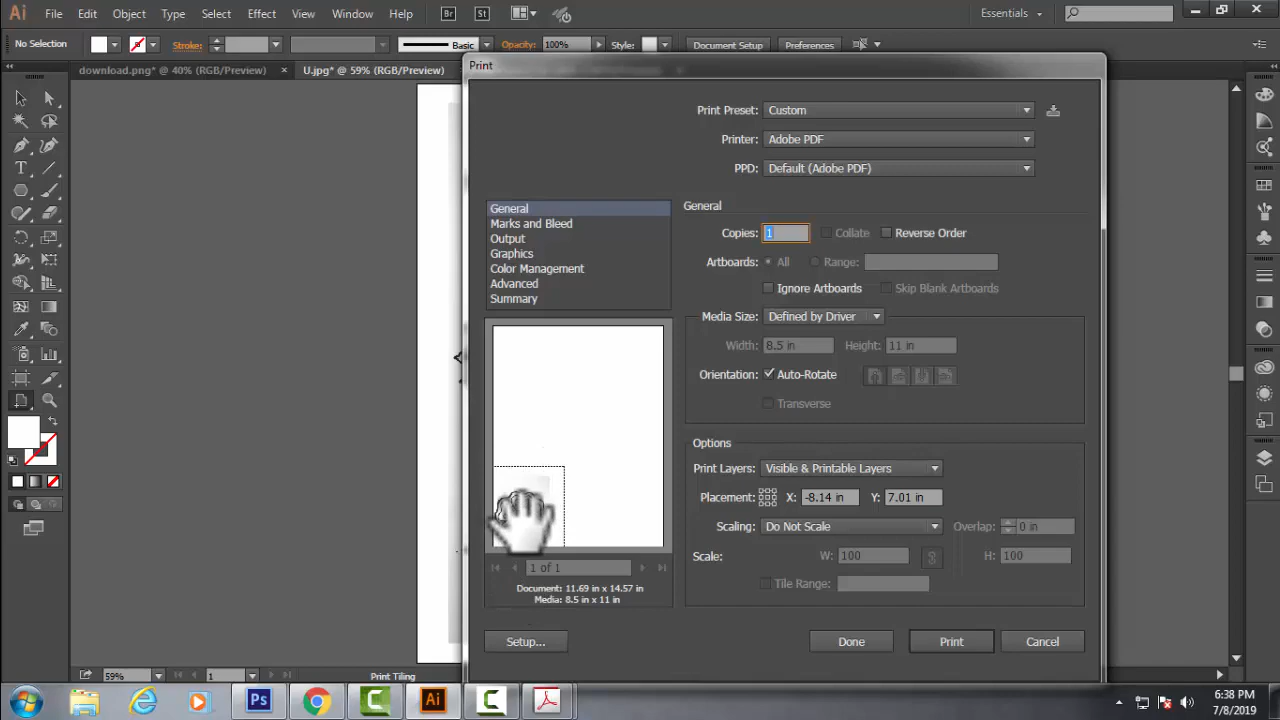 Ai File Edit Object Type Select Effect View Window Help Br St Essentials
No Selection Stroke: Basic Opacity: 100% Style: Document Setup Preferences
download.png* @ 40% (RGB/Preview) × U.jpg* @ 59% (RGB/Preview)
Print
Print Preset: Custom
Printer: Adobe PDF
PPD: Default (Adobe PDF)
General
Marks and Bleed
Output
Graphics
Color Management
Advanced
Summary
General
Copies: 1 Collate Reverse Order
Artboards: All Range:
Ignore Artboards Skip Blank Artboards
Media Size: Defined by Driver
Width: 8.5 in Height: 11 in
Orientation: Auto-Rotate
Transverse
Options
Print Layers: Visible & Printable Layers
Placement: X: -8.14 in Y: 7.01 in
Scaling: Do Not Scale Overlap: 0 in
Scale: W: 100 H: 100
Tile Range:
1 of 1
Document: 11.69 in x 14.57 in
Media: 8.5 in x 11 in
Setup... Done Print Cancel
59% 1 Print Tiling
Ps Ai C
6:38 PM
7/8/2019